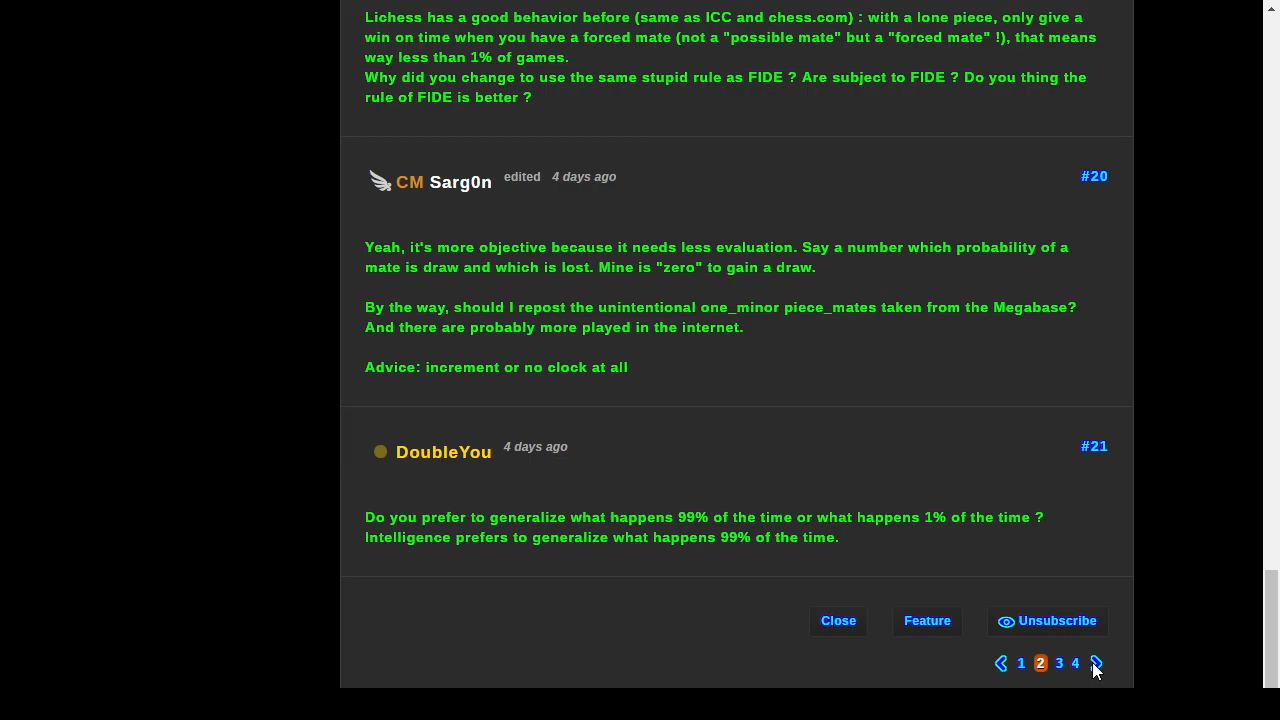 Lichess has a good behavior before (same as ICC and chess.com) : with a lone piece, only give a
win on time when you have a forced mate (not a "possible mate" but a "forced mate" !), that means
way less than 1% of games.
Why did you change to use the same stupid rule as FIDE ? Are subject to FIDE ? Do you thing the
rule of FIDE is better ?
CM Sarg0n edited 4 days ago #20
Yeah, it's more objective because it needs less evaluation. Say a number which probability of a
mate is draw and which is lost. Mine is "zero" to gain a draw.
By the way, should I repost the unintentional one_minor piece_mates taken from the Megabase?
And there are probably more played in the internet.
Advice: increment or no clock at all
DoubleYou 4 days ago #21
Do you prefer to generalize what happens 99% of the time or what happens 1% of the time ?
Intelligence prefers to generalize what happens 99% of the time.
Close Feature Unsubscribe
1 2 3 4